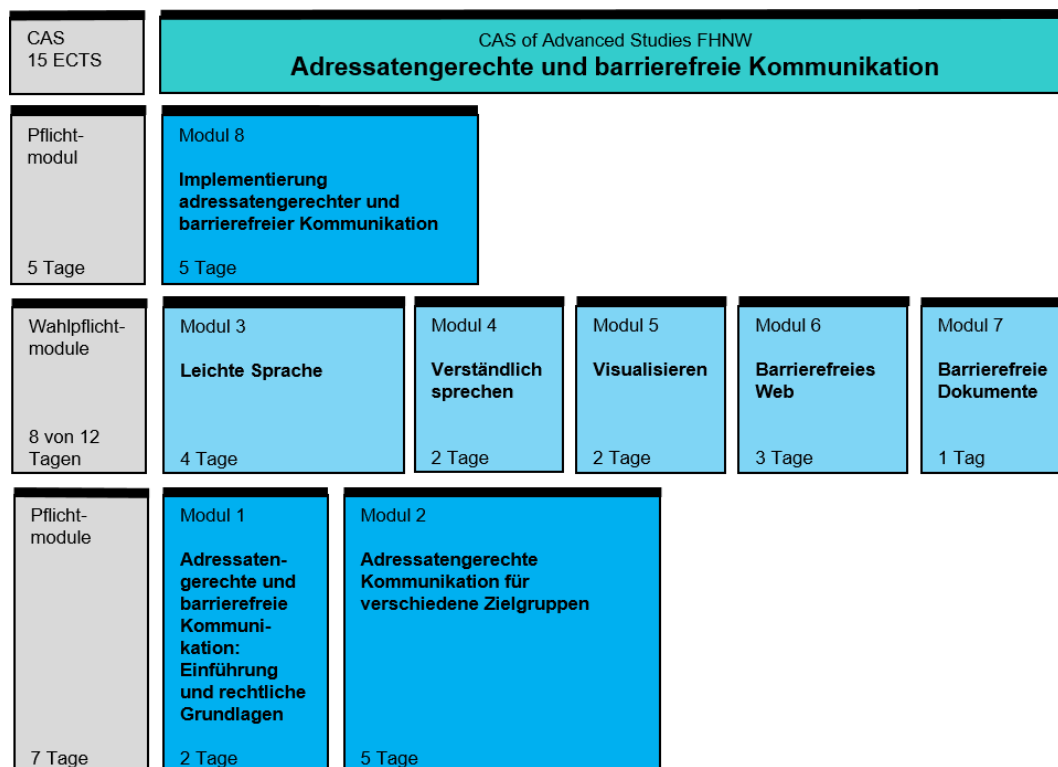 CAS
15 ECTS
CAS of Advanced Studies FHNW
Adressatengerechte und barrierefreie Kommunikation
Pflicht-
modul
5 Tage
Modul 8
Implementierung
adressatengerechter und
barrierefreier Kommunikation
5 Tage
Wahlpflicht-
module
8 von 12
Tagen
Modul 3
Leichte Sprache
4 Tage
Modul 4
Verständlich
sprechen
2 Tage
Modul 5
Visualisieren
2 Tage
Modul 6
Barrierefreies
Web
3 Tage
Modul 7
Barrierefreie
Dokumente
1 Tag
Pflicht-
module
7 Tage
Modul 1
Adressaten-
gerechte und
barrierefreie
Kommuni-
kation:
Einführung
und rechtliche
Grundlagen
2 Tage
Modul 2
Adressatengerechte
Kommunikation für
verschiedene Zielgruppen
5 Tage